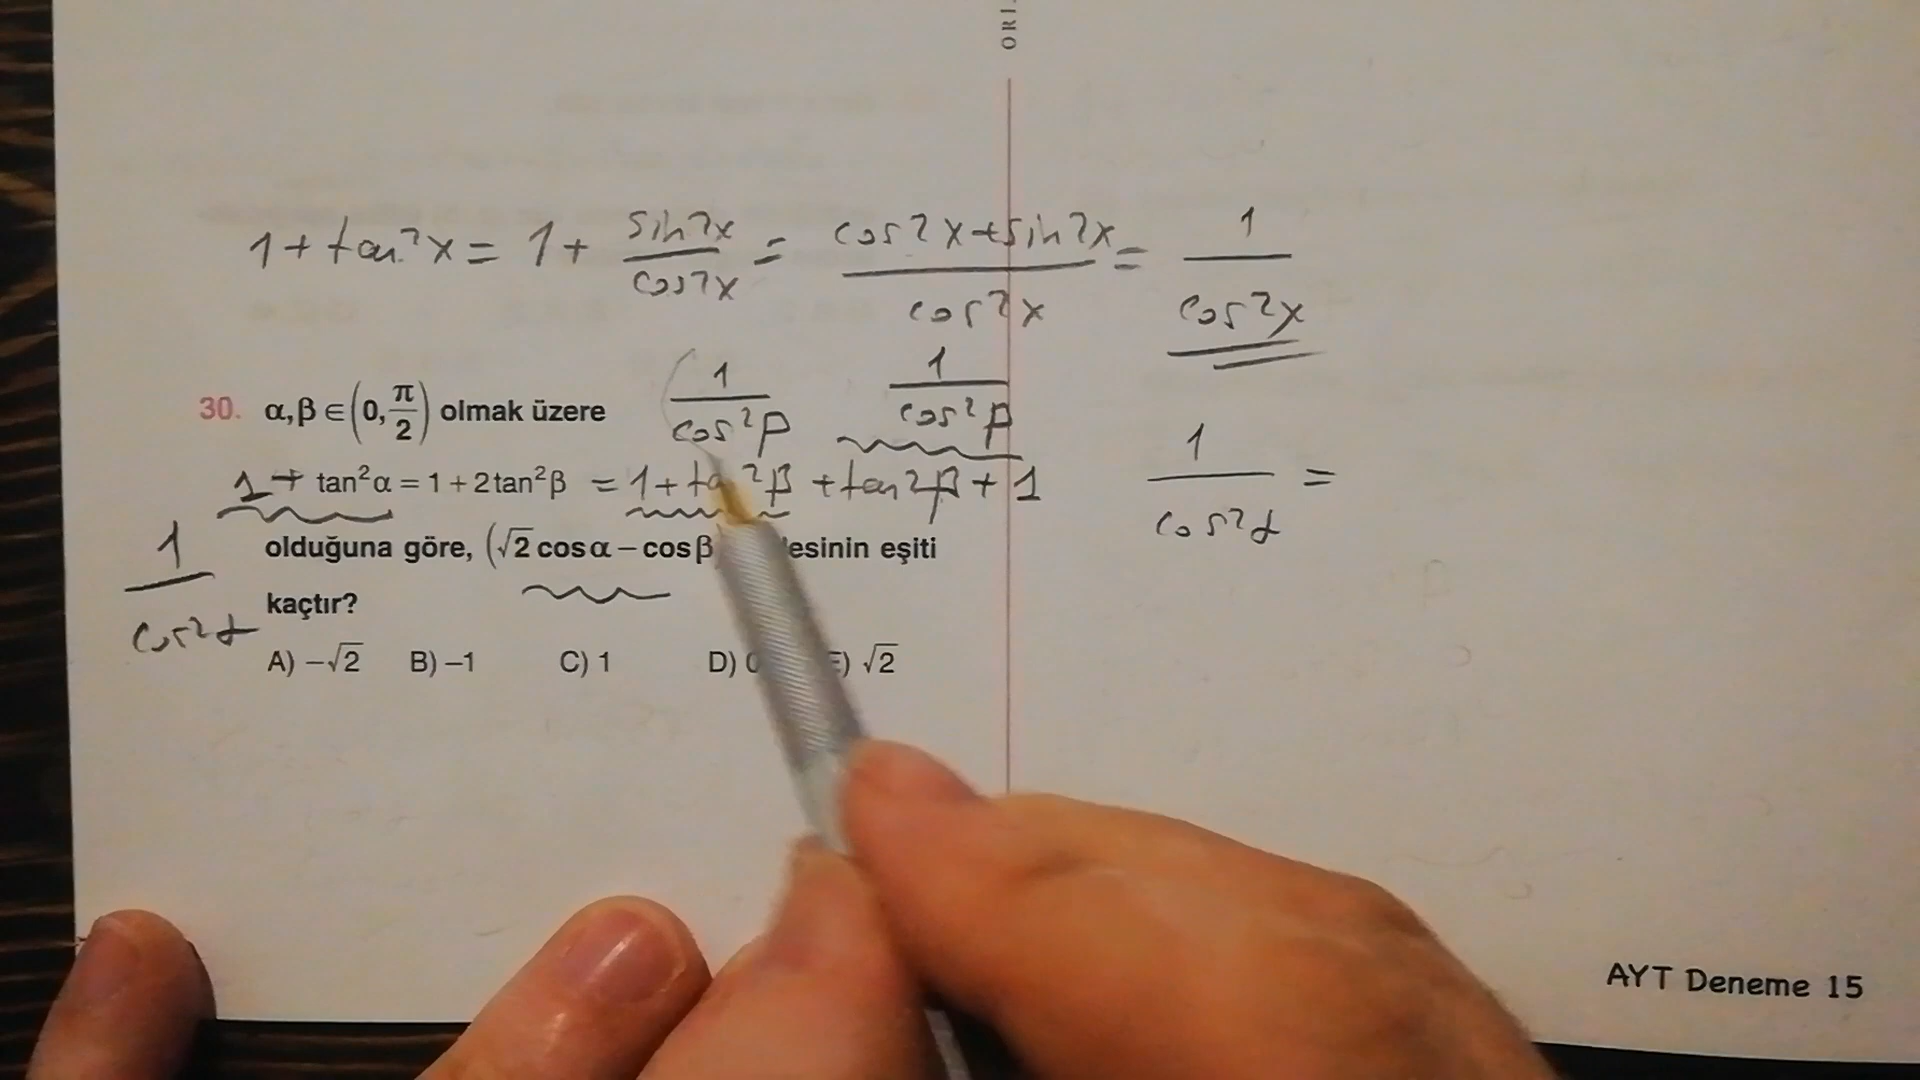 ORI
1 + tan²x = 1 + sin²x / cos²x = cos²x + sin²x / cos²x = 1 / cos²x
1 / cos²β 1 / cos²β
30. α,β ∈ (0, π/2) olmak üzere
1 + tan²α = 1 + 2tan²β = 1 + tan²β + tan²β + 1
1 / cos²α =
olduğuna göre, (√2 cosα – cosβ esinin eşiti
1 / cos²α
kaçtır?
A) –√2 B) –1 C) 1 D) 0 E) √2
AYT Deneme 15